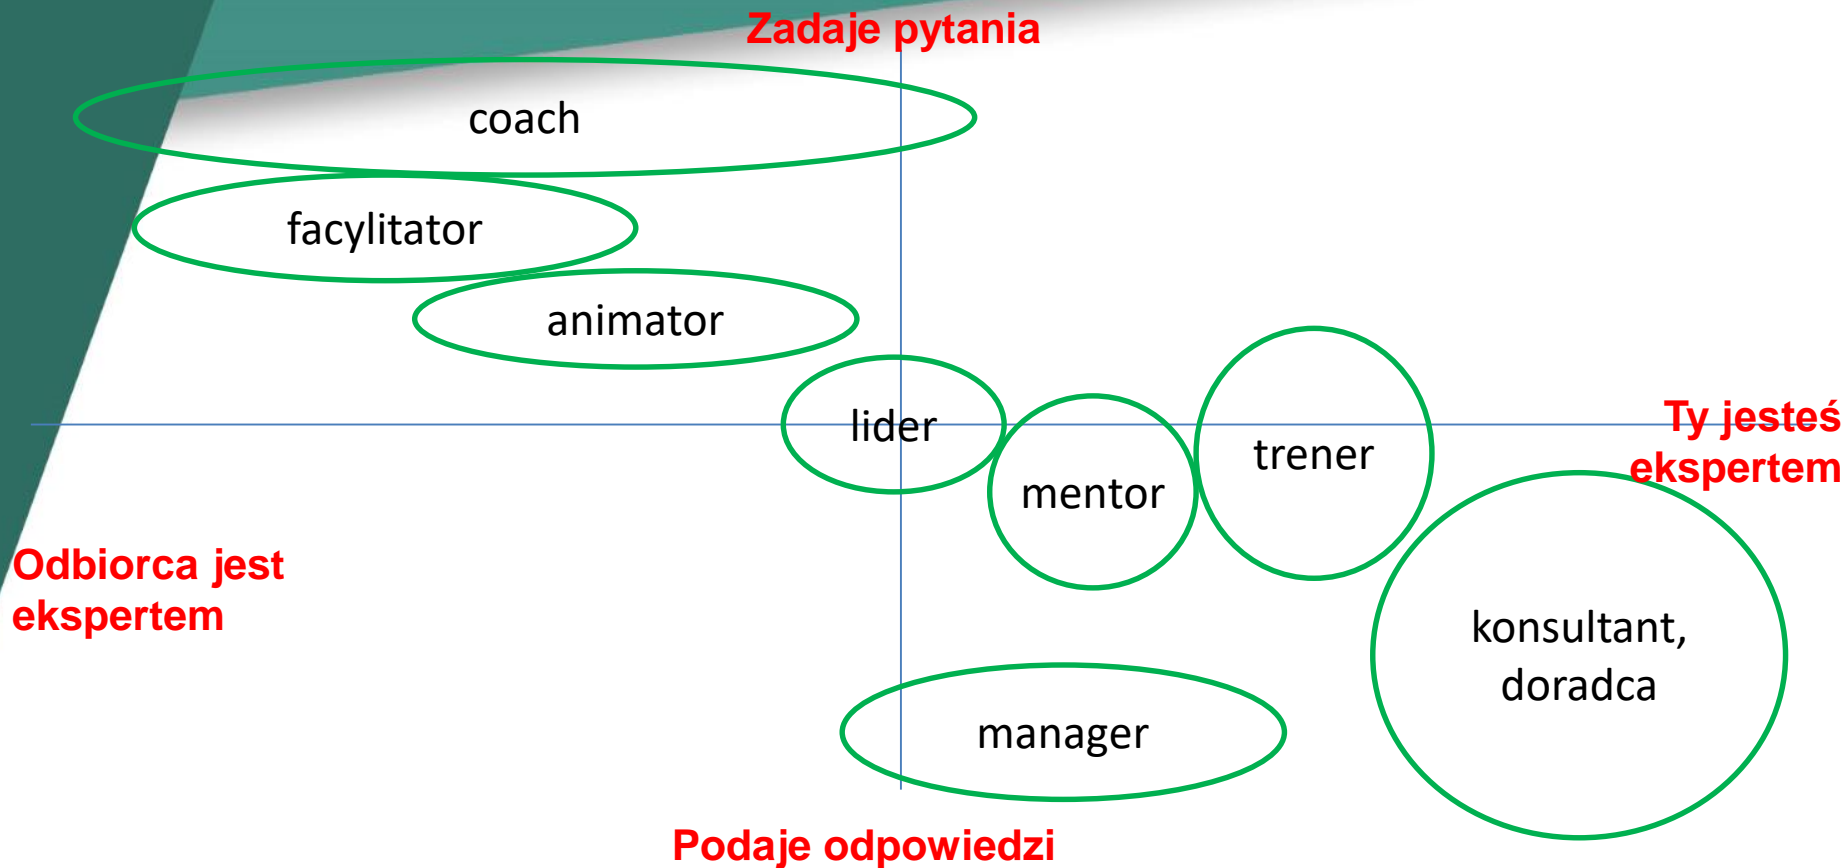 Zadaje pytania
coach
facylitator
animator
lider
Ty jesteś
ekspertem
trener
mentor
Odbiorca jest
ekspertem
konsultant,
doradca
manager
Podaje odpowiedzi